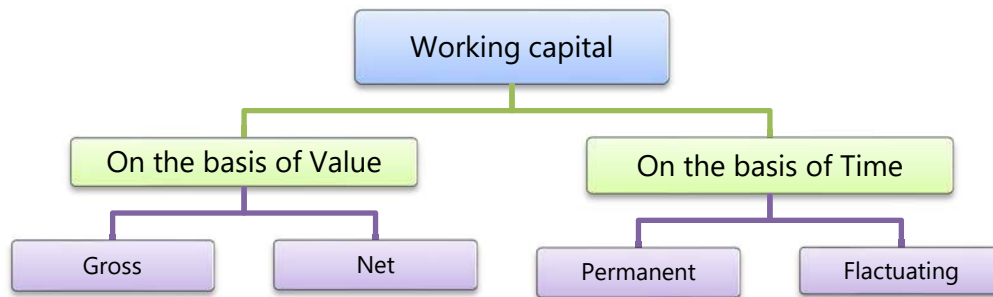 Working capital
On the basis of Value
On the basis of Time
Gross
Net
Permanent
Flactuating